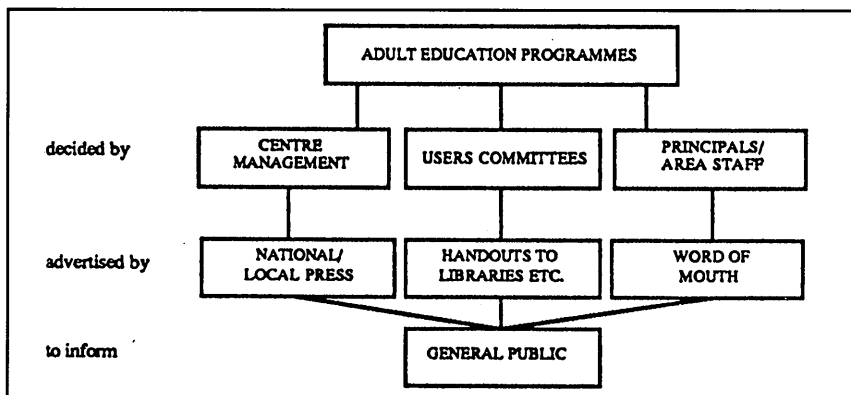 ADULT EDUCATION PROGRAMMES
decided by
CENTRE
MANAGEMENT
USERS COMMITTEES
PRINCIPALS/
AREA STAFF
advertised by
NATIONAL/
LOCAL PRESS
HANDOUTS TO
LIBRARIES ETC.
WORD OF
MOUTH
to inform
GENERAL PUBLIC